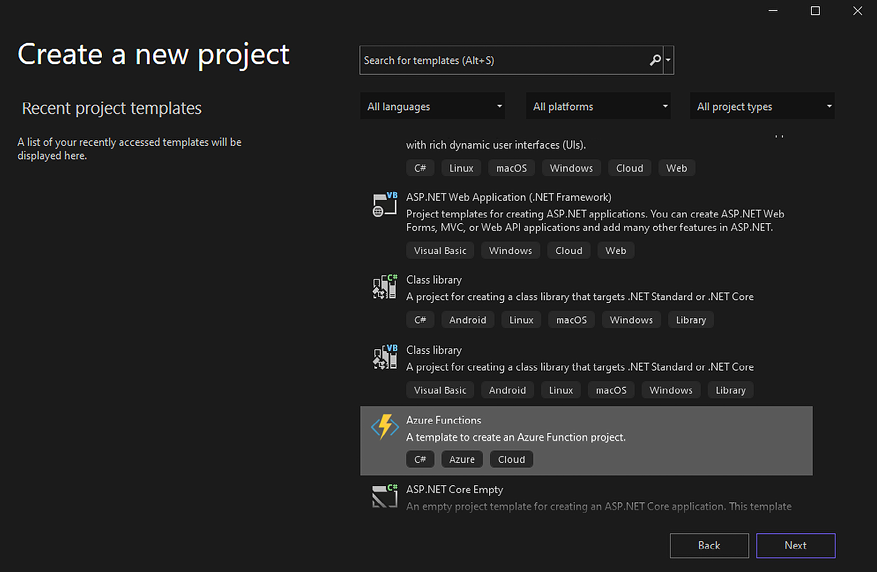 Create a new project
Recent project templates
A list of your recently accessed templates will be
displayed here.
Search for templates (Alt+S)
All languages
All platforms
All project types
with rich dynamic user interfaces (UIs).
C# Linux macOS Windows Cloud Web
VB
ASP.NET Web Application (.NET Framework)
Project templates for creating ASP.NET applications. You can create ASP.NET Web
Forms, MVC, or Web API applications and add many other features in ASP.NET.
Visual Basic Windows Cloud Web
C#
Class library
A project for creating a class library that targets .NET Standard or .NET Core
C# Android Linux macOS Windows Library
VB
Class library
A project for creating a class library that targets .NET Standard or .NET Core
Visual Basic Android Linux macOS Windows Library
Azure Functions
A template to create an Azure Function project.
C# Azure Cloud
C#
ASP.NET Core Empty
An empty project template for creating an ASP.NET Core application. This template
Back
Next